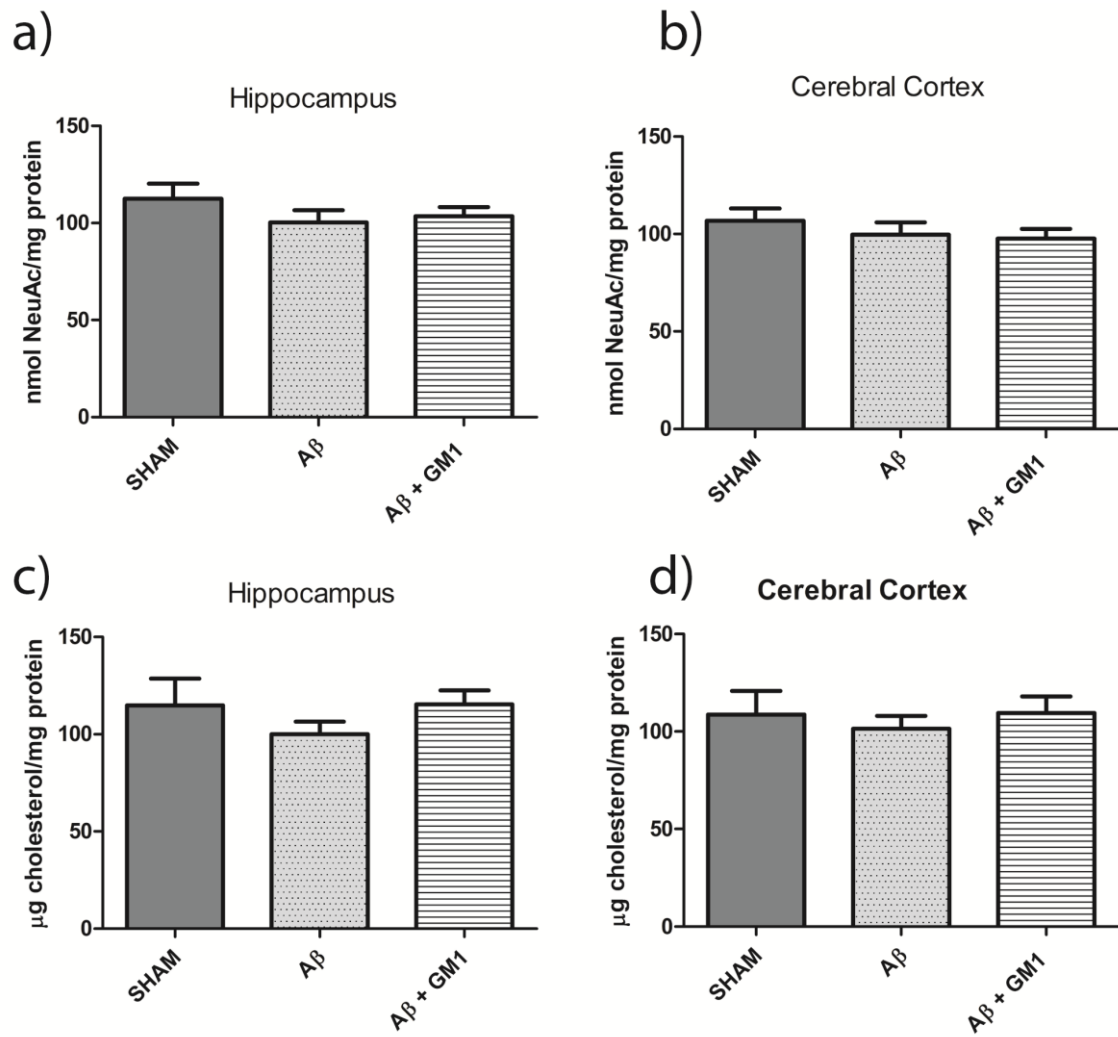 a)
Hippocampus
nmol NeuAc/mg protein
150
100
50
0
SHAM
Aβ
Aβ + GM1
b)
Cerebral Cortex
nmol NeuAc/mg protein
150
100
50
0
SHAM
Aβ
Aβ + GM1
c)
Hippocampus
μg cholesterol/mg protein
150
100
50
0
SHAM
Aβ
Aβ + GM1
d)
Cerebral Cortex
μg cholesterol/mg protein
150
100
50
0
SHAM
Aβ
Aβ + GM1